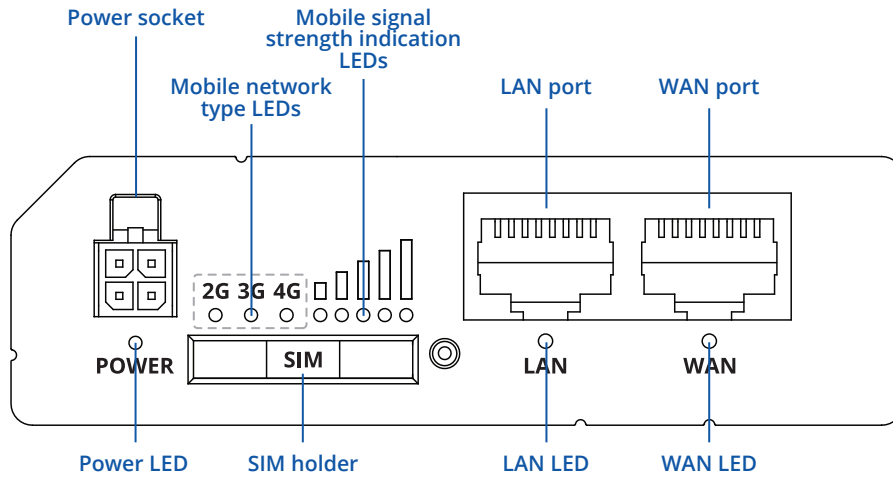 Power socket
Mobile signal
strength indication
LEDs
Mobile network
type LEDs
LAN port
WAN port
2G 3G 4G
POWER
SIM
LAN
WAN
Power LED
SIM holder
LAN LED
WAN LED